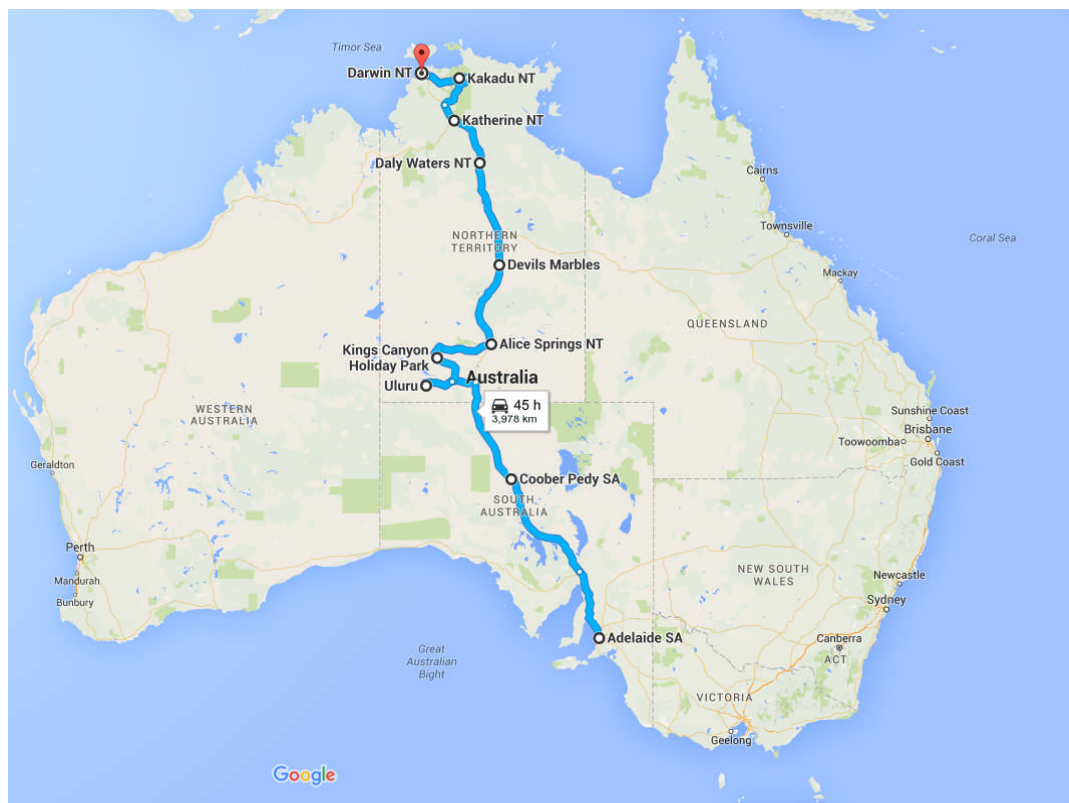 Timor Sea
Darwin NT
Kakadu NT
Katherine NT
Daly Waters NT
Cairns
Townsville
NORTHERN
TERRITORY
Coral Sea
Devils Marbles
Mackay
QUEENSLAND
Alice Springs NT
Kings Canyon
Holiday Park
Australia
Uluru
45 h
3,978 km
WESTERN
AUSTRALIA
Sunshine Coast
Brisbane
Toowoomba
Gold Coast
Geraldton
Coober Pedy SA
SOUTH
AUSTRALIA
Perth
Mandurah
Bunbury
NEW SOUTH
WALES
Newcastle
Sydney
Adelaide SA
Canberra
ACT
Great
Australian
Bight
VICTORIA
Geelong
Google